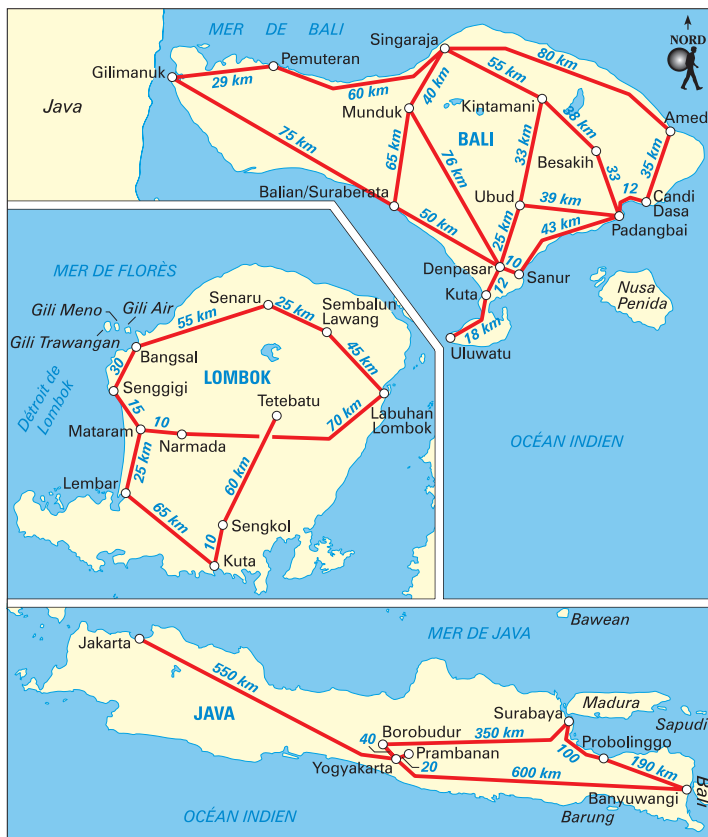 MER DE BALI
NORD
Singaraja
Pemuteran
Gilimanuk
29 km
60 km
40 km
55 km
80 km
Java
Munduk
Kintamani
38 km
Amed
BALI
Besakih
75 km
65 km
76 km
33 km
33
35 km
12
Balian/Suraberata
Ubud
39 km
Candi
Dasa
50 km
25 km
43 km
Padangbai
Denpasar
10
Sanur
Kuta
12
Nusa
Penida
18 km
Uluwatu
OCÉAN INDIEN
MER DE FLORÈS
Gili Meno
Gili Air
Gili Trawangan
Senaru
25 km
Sembalun
Lawang
55 km
Bangsal
45 km
30
LOMBOK
Détroit de
Lombok
Senggigi
Tetebatu
15
70 km
Labuhan
Lombok
Mataram
10
Narmada
25 km
60 km
Lembar
65 km
Sengkol
10
Kuta
Bawean
MER DE JAVA
Jakarta
550 km
JAVA
Madura
Surabaya
Sapudi
Borobudur
350 km
Probolinggo
40
Prambanan
100
190 km
Yogyakarta
20
600 km
Banyuwangi
Bali
OCÉAN INDIEN
Barung